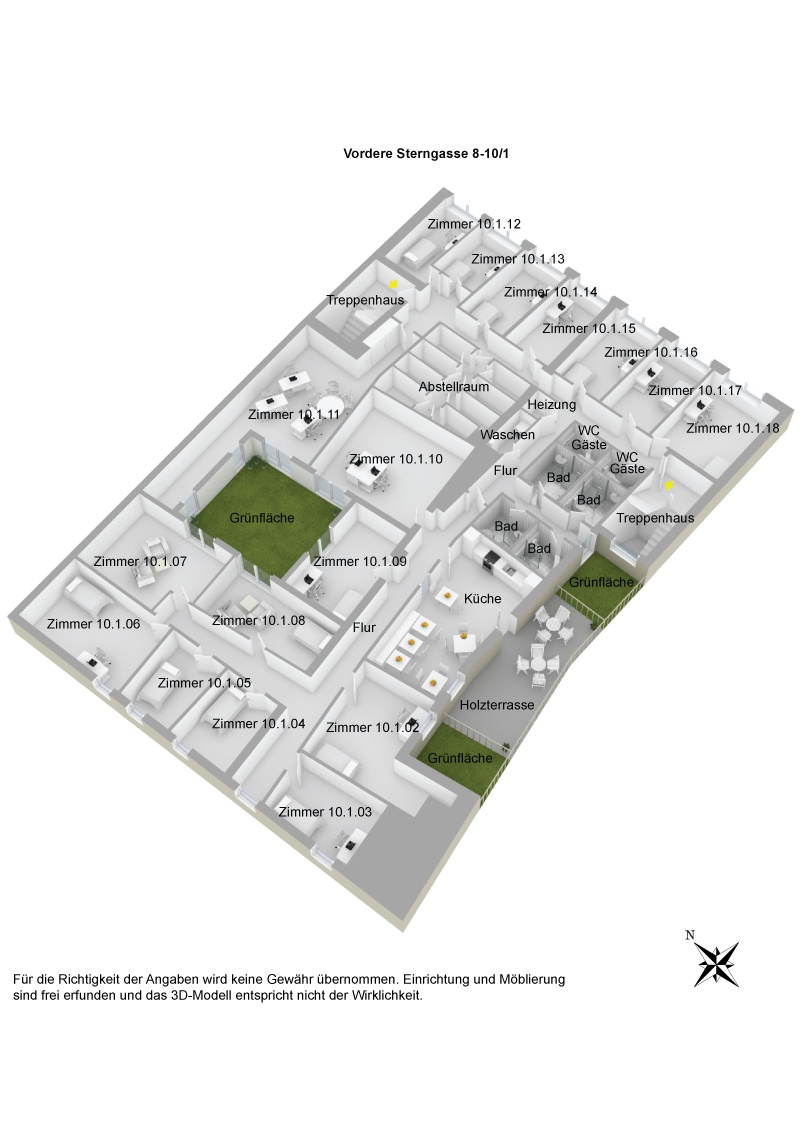 Vordere Sterngasse 8-10/1
Zimmer 10.1.12
Zimmer 10.1.13
Treppenhaus
Zimmer 10.1.14
Zimmer 10.1.15
Zimmer 10.1.16
Abstellraum
Zimmer 10.1.17
Heizung
Zimmer 10.1.11
Zimmer 10.1.18
Waschen
WC
Gäste
WC
Gäste
Zimmer 10.1.10
Flur
Bad
Bad
Grünfläche
Treppenhaus
Bad
Bad
Zimmer 10.1.07
Zimmer 10.1.09
Grünfläche
Küche
Zimmer 10.1.06
Zimmer 10.1.08
Flur
Zimmer 10.1.05
Holzterrasse
Zimmer 10.1.04
Zimmer 10.1.02
Grünfläche
Zimmer 10.1.03
N
Für die Richtigkeit der Angaben wird keine Gewähr übernommen. Einrichtung und Möblierung
sind frei erfunden und das 3D-Modell entspricht nicht der Wirklichkeit.